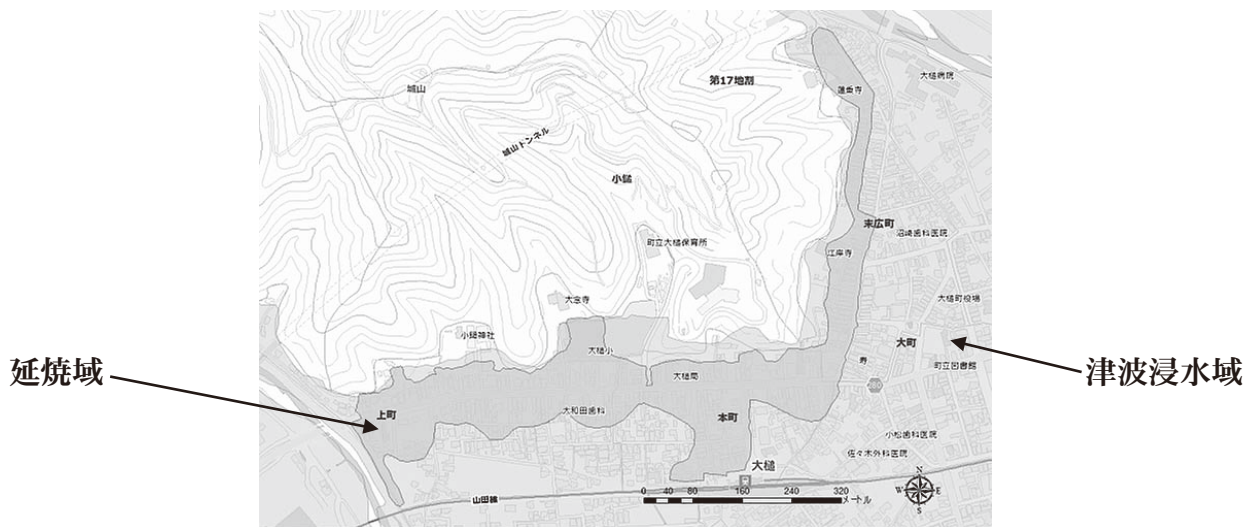 大槌病院
蓮乗寺
第17地割
城山
城山トンネル
小鎚
末広町
沼崎歯科医院
町立大槌保育所
江岸寺
大念寺
大槌町役場
小鎚神社
大町
津波浸水域
延焼域
大槌小
町立図書館
寿
大槌局
上町
大和田歯科
本町
小松歯科医院
佐々木外科医院
大槌
N
W E
S
0 40 80 160 240 320
メートル
山田線